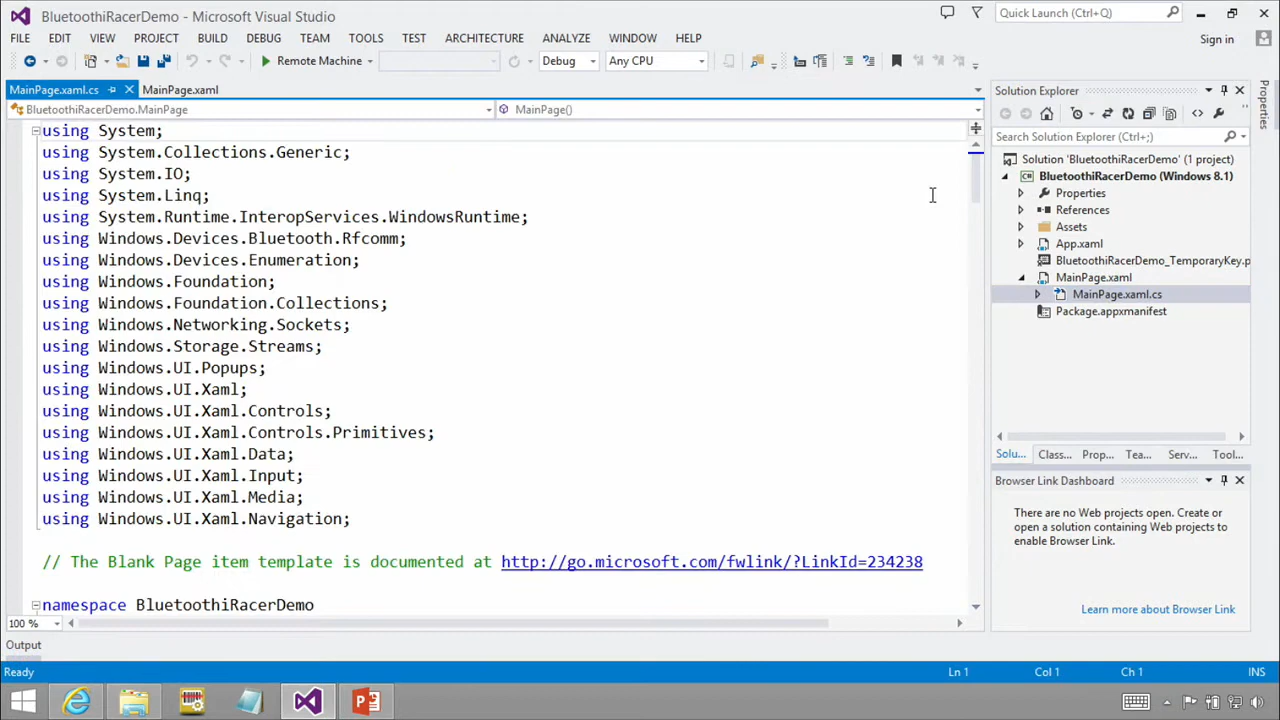 BluetoothiRacerDemo - Microsoft Visual Studio
Quick Launch (Ctrl+Q)
FILE EDIT VIEW PROJECT BUILD DEBUG TEAM TOOLS TEST ARCHITECTURE ANALYZE WINDOW HELP
Sign in
Remote Machine Debug Any CPU
MainPage.xaml.cs MainPage.xaml
BluetoothiRacerDemo.MainPage MainPage()
using System;
using System.Collections.Generic;
using System.IO;
using System.Linq;
using System.Runtime.InteropServices.WindowsRuntime;
using Windows.Devices.Bluetooth.Rfcomm;
using Windows.Devices.Enumeration;
using Windows.Foundation;
using Windows.Foundation.Collections;
using Windows.Networking.Sockets;
using Windows.Storage.Streams;
using Windows.UI.Popups;
using Windows.UI.Xaml;
using Windows.UI.Xaml.Controls;
using Windows.UI.Xaml.Controls.Primitives;
using Windows.UI.Xaml.Data;
using Windows.UI.Xaml.Input;
using Windows.UI.Xaml.Media;
using Windows.UI.Xaml.Navigation;
// The Blank Page item template is documented at http://go.microsoft.com/fwlink/?LinkId=234238
namespace BluetoothiRacerDemo
100 %
Output
Solution Explorer
Search Solution Explorer (Ctrl+;)
Solution 'BluetoothiRacerDemo' (1 project)
BluetoothiRacerDemo (Windows 8.1)
Properties
References
Assets
App.xaml
BluetoothiRacerDemo_TemporaryKey.p
MainPage.xaml
MainPage.xaml.cs
Package.appxmanifest
Solu... Class... Prop... Tea... Serv... Tool...
Browser Link Dashboard
There are no Web projects open. Create or
open a solution containing Web projects to
enable Browser Link.
Learn more about Browser Link
Properties
Ready Ln 1 Col 1 Ch 1 INS